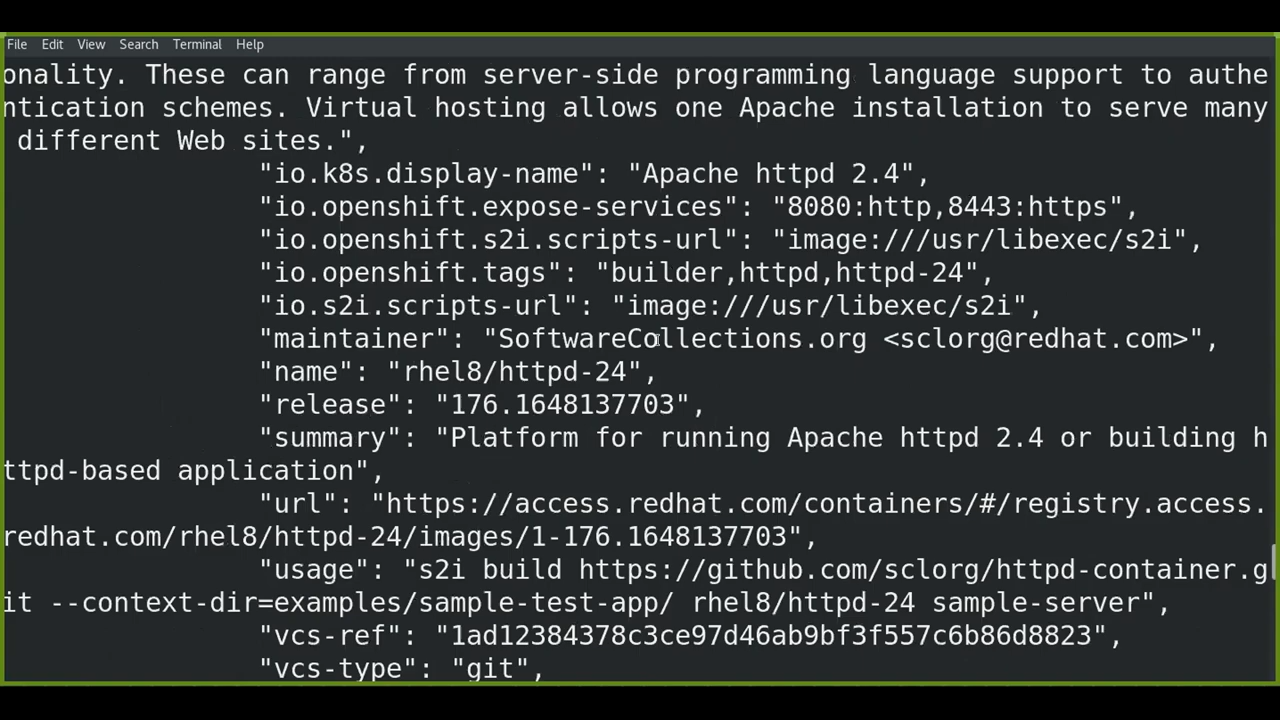 File Edit View Search Terminal Help
onality. These can range from server-side programming language support to authe
ntication schemes. Virtual hosting allows one Apache installation to serve many
 different Web sites.",
"io.k8s.display-name": "Apache httpd 2.4",
"io.openshift.expose-services": "8080:http,8443:https",
"io.openshift.s2i.scripts-url": "image:///usr/libexec/s2i",
"io.openshift.tags": "builder,httpd,httpd-24",
"io.s2i.scripts-url": "image:///usr/libexec/s2i",
"maintainer": "SoftwareCollections.org <sclorg@redhat.com>",
"name": "rhel8/httpd-24",
"release": "176.1648137703",
"summary": "Platform for running Apache httpd 2.4 or building h
ttpd-based application",
"url": "https://access.redhat.com/containers/#/registry.access.
redhat.com/rhel8/httpd-24/images/1-176.1648137703",
"usage": "s2i build https://github.com/sclorg/httpd-container.g
it --context-dir=examples/sample-test-app/ rhel8/httpd-24 sample-server",
"vcs-ref": "1ad12384378c3ce97d46ab9bf3f557c6b86d8823",
"vcs-type": "git",